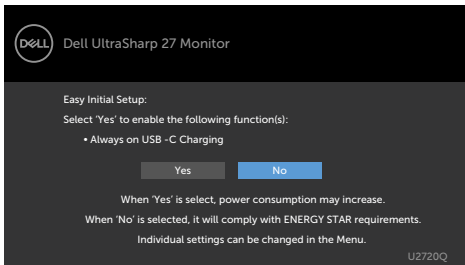 DELL Dell UltraSharp 27 Monitor
Easy Initial Setup:
Select 'Yes' to enable the following function(s):
• Always on USB -C Charging
Yes No
When 'Yes' is select, power consumption may increase.
When 'No' is selected, it will comply with ENERGY STAR requirements.
Individual settings can be changed in the Menu.
U2720Q